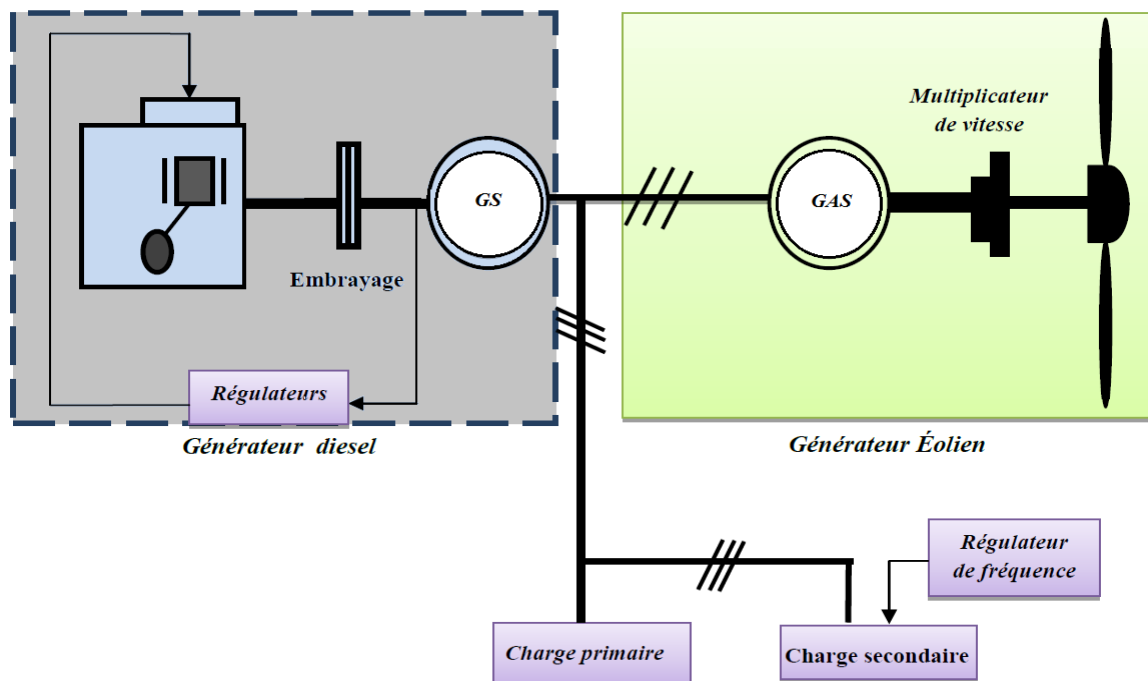 Multiplicateur
de vitesse
GS
GAS
Embrayage
Régulateurs
Générateur diesel
Générateur Éolien
Régulateur
de fréquence
Charge primaire
Charge secondaire